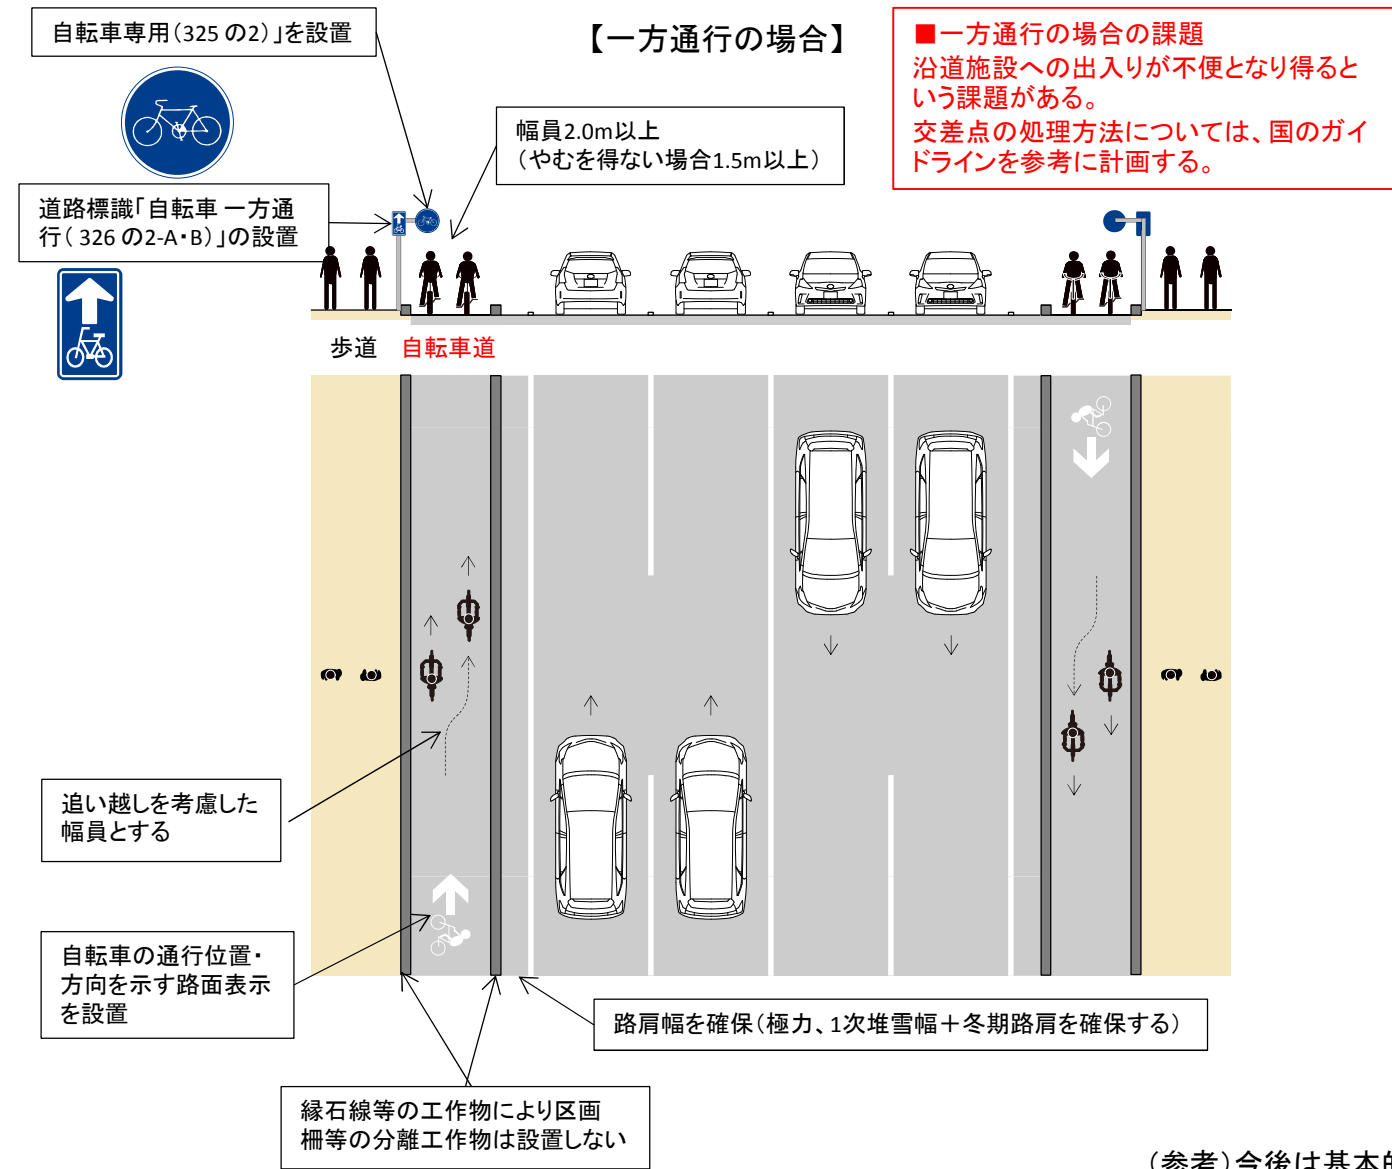 自転車専用(325 の2)」を設置
【一方通行の場合】
■一方通行の場合の課題
沿道施設への出入りが不便となり得ると
いう課題がある。
交差点の処理方法については、国のガイ
ドラインを参考に計画する。
幅員2.0m以上
（やむを得ない場合1.5m以上）
道路標識「自転車 一方通
行( 326 の2-A・B)」の設置
歩道 自転車道
追い越しを考慮した
幅員とする
自転車の通行位置・
方向を示す路面表示
を設置
路肩幅を確保（極力、1次堆雪幅＋冬期路肩を確保する）
縁石線等の工作物により区画
柵等の分離工作物は設置しない
（参考）今後は基本的